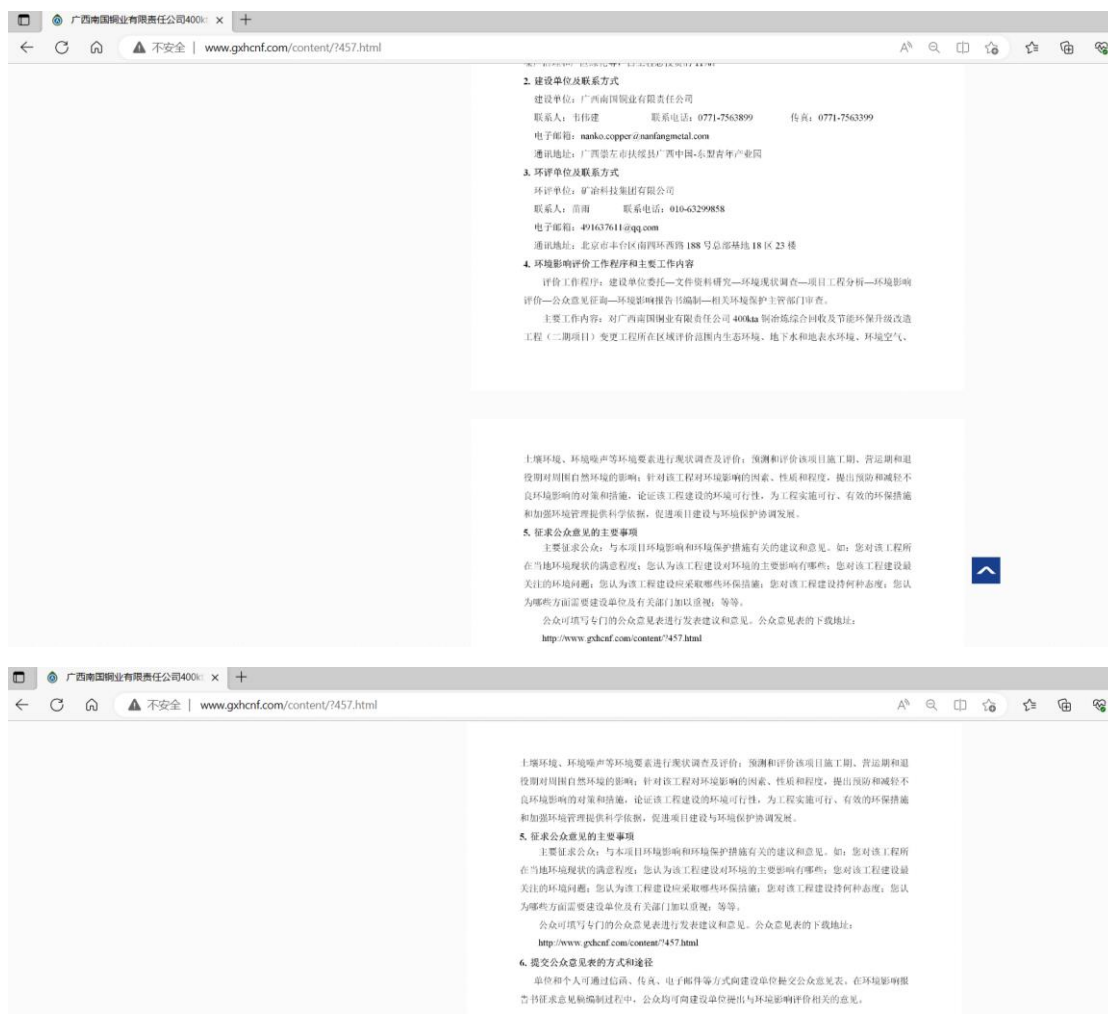 广西南国铜业有限责任公司400k
不安全 | www.gxhcnf.com/content/?457.html
2. 建设单位及联系方式
建设单位：广西南国铜业有限责任公司
联系人：韦伟建 联系电话：0771-7563899 传真：0771-7563399
电子邮箱：nanko.copper@nanfangmetal.com
通讯地址：广西崇左市扶绥县广西中国-东盟青年产业园
3. 环评单位及联系方式
环评单位：矿冶科技集团有限公司
联系人：苗雨 联系电话：010-63299858
电子邮箱：491637611@qq.com
通讯地址：北京市丰台区南四环西路 188 号总部基地 18 区 23 楼
4. 环境影响评价工作程序和主要工作内容
评价工作程序：建设单位委托—文件资料研究—环境现状调查—项目工程分析—环境影响
评价—公众意见征询—环境影响报告书编制—相关环境保护主管部门审查。
主要工作内容：对广西南国铜业有限责任公司 400kta 铜冶炼综合回收及节能环保升级改造
工程（二期项目）变更工程所在区域评价范围内生态环境、地下水和地表水环境、环境空气、
土壤环境、环境噪声等环境要素进行现状调查及评价；预测和评价该项目施工期、营运期和退
役期对周围自然环境的影响；针对该工程对环境影响的因素、性质和程度，提出预防和减轻不
良环境影响的对策和措施，论证该工程建设的环境可行性，为工程实施可行、有效的环保措施
和加强环境管理提供科学依据，促进项目建设与环境保护协调发展。
5. 征求公众意见的主要事项
主要征求公众：与本项目环境影响和环境保护措施有关的建议和意见。如：您对该工程所
在当地环境现状的满意程度；您认为该工程建设对环境的主要影响有哪些；您对该工程建设最
关注的环境问题；您认为该工程建设应采取哪些环保措施；您对该工程建设持何种态度；您认
为哪些方面需要建设单位及有关部门加以重视；等等。
公众可填写专门的公众意见表进行发表建议和意见。公众意见表的下载地址：
http://www.gxhcnf.com/content/?457.html
广西南国铜业有限责任公司400k
不安全 | www.gxhcnf.com/content/?457.html
土壤环境、环境噪声等环境要素进行现状调查及评价；预测和评价该项目施工期、营运期和退
役期对周围自然环境的影响；针对该工程对环境影响的因素、性质和程度，提出预防和减轻不
良环境影响的对策和措施，论证该工程建设的环境可行性，为工程实施可行、有效的环保措施
和加强环境管理提供科学依据，促进项目建设与环境保护协调发展。
5. 征求公众意见的主要事项
主要征求公众：与本项目环境影响和环境保护措施有关的建议和意见。如：您对该工程所
在当地环境现状的满意程度；您认为该工程建设对环境的主要影响有哪些；您对该工程建设最
关注的环境问题；您认为该工程建设应采取哪些环保措施；您对该工程建设持何种态度；您认
为哪些方面需要建设单位及有关部门加以重视；等等。
公众可填写专门的公众意见表进行发表建议和意见。公众意见表的下载地址：
http://www.gxhcnf.com/content/?457.html
6. 提交公众意见表的方式和途径
单位和个人可通过信函、传真、电子邮件等方式向建设单位提交公众意见表。在环境影响报
告书征求意见稿编制过程中，公众均可向建设单位提出与环境影响评价相关的意见。